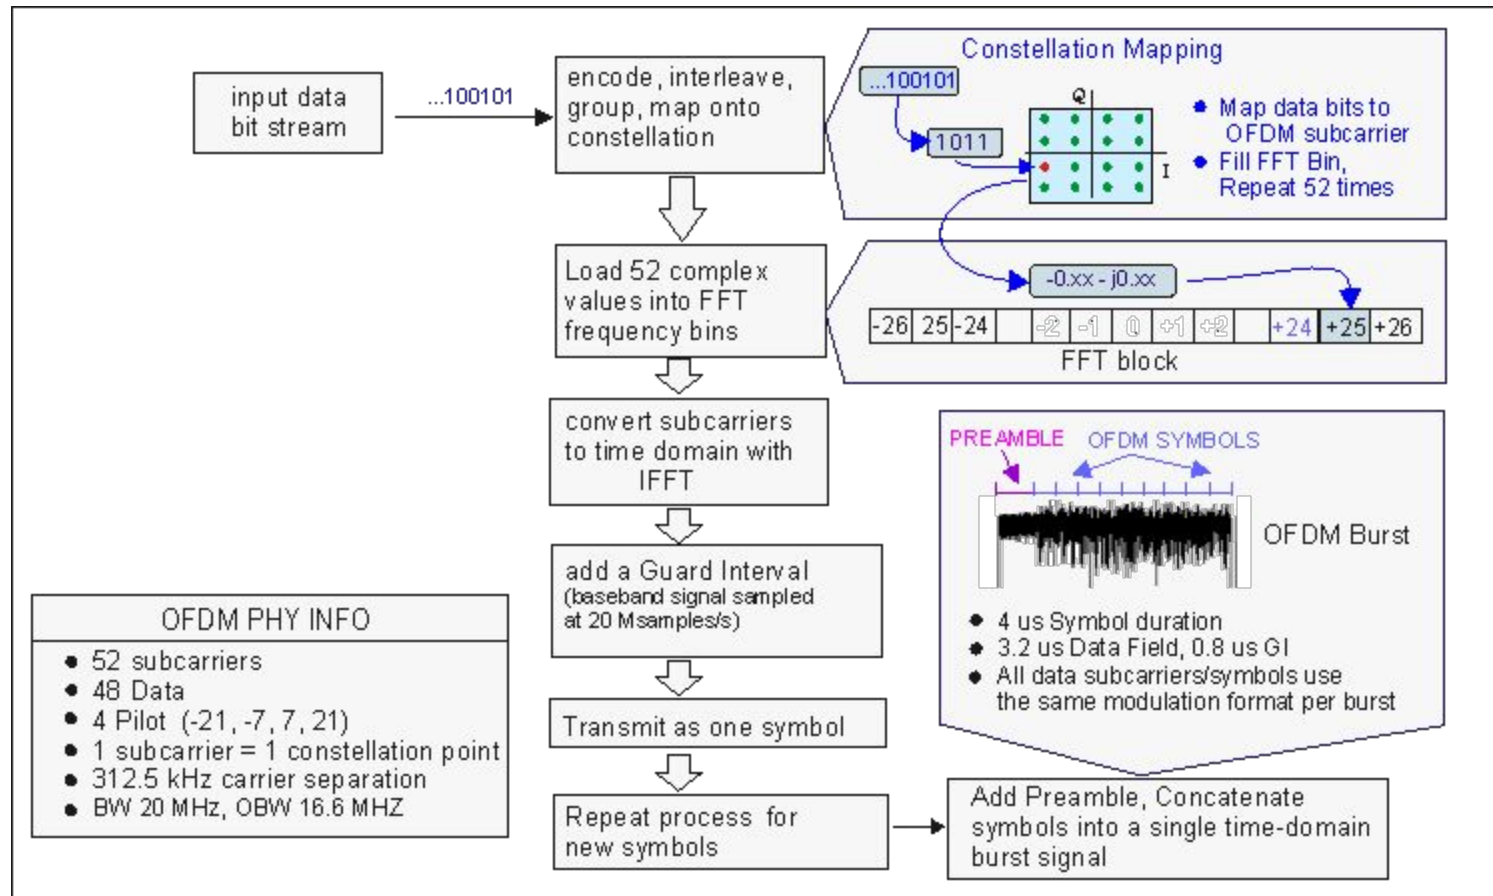 input data
bit stream
...100101
encode, interleave,
group, map onto
constellation
Constellation Mapping
...100101
1011
Q
I
Map data bits to
OFDM subcarrier
Fill FFT Bin,
Repeat 52 times
Load 52 complex
values into FFT
frequency bins
-0.xx - j0.xx
-26 25 -24 -2 -1 0 +1 +2 +24 +25 +26
FFT block
convert subcarriers
to time domain with
IFFT
add a Guard Interval
(baseband signal sampled
at 20 Msamples/s)
Transmit as one symbol
Repeat process for
new symbols
PREAMBLE OFDM SYMBOLS
OFDM Burst
4 us Symbol duration
3.2 us Data Field, 0.8 us GI
All data subcarriers/symbols use
the same modulation format per burst
Add Preamble, Concatenate
symbols into a single time-domain
burst signal
OFDM PHY INFO
52 subcarriers
48 Data
4 Pilot (-21, -7, 7, 21)
1 subcarrier = 1 constellation point
312.5 kHz carrier separation
BW 20 MHz, OBW 16.6 MHZ